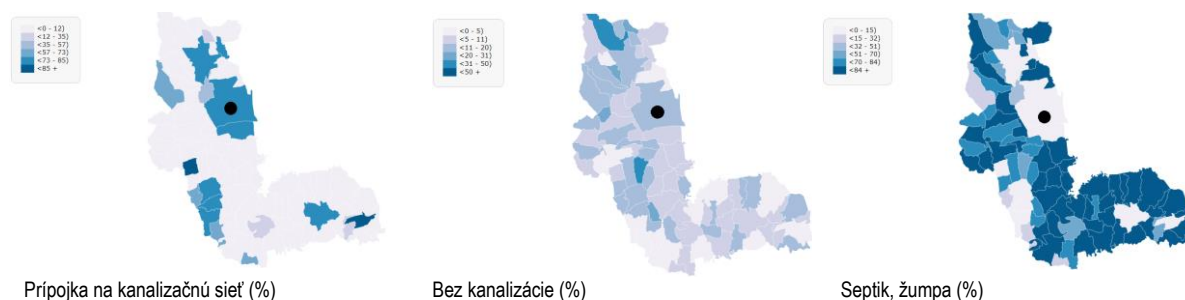 <0 - 12)
<12 - 35)
<35 - 57)
<57 - 73)
<73 - 85)
<85 +
<0 - 5)
<5 - 11)
<11 - 20)
<20 - 31)
<31 - 50)
<50 +
<0 - 15)
<15 - 32)
<32 - 51)
<51 - 70)
<70 - 84)
<84 +
Prípojka na kanalizačnú sieť (%)
Bez kanalizácie (%)
Septik, žumpa (%)